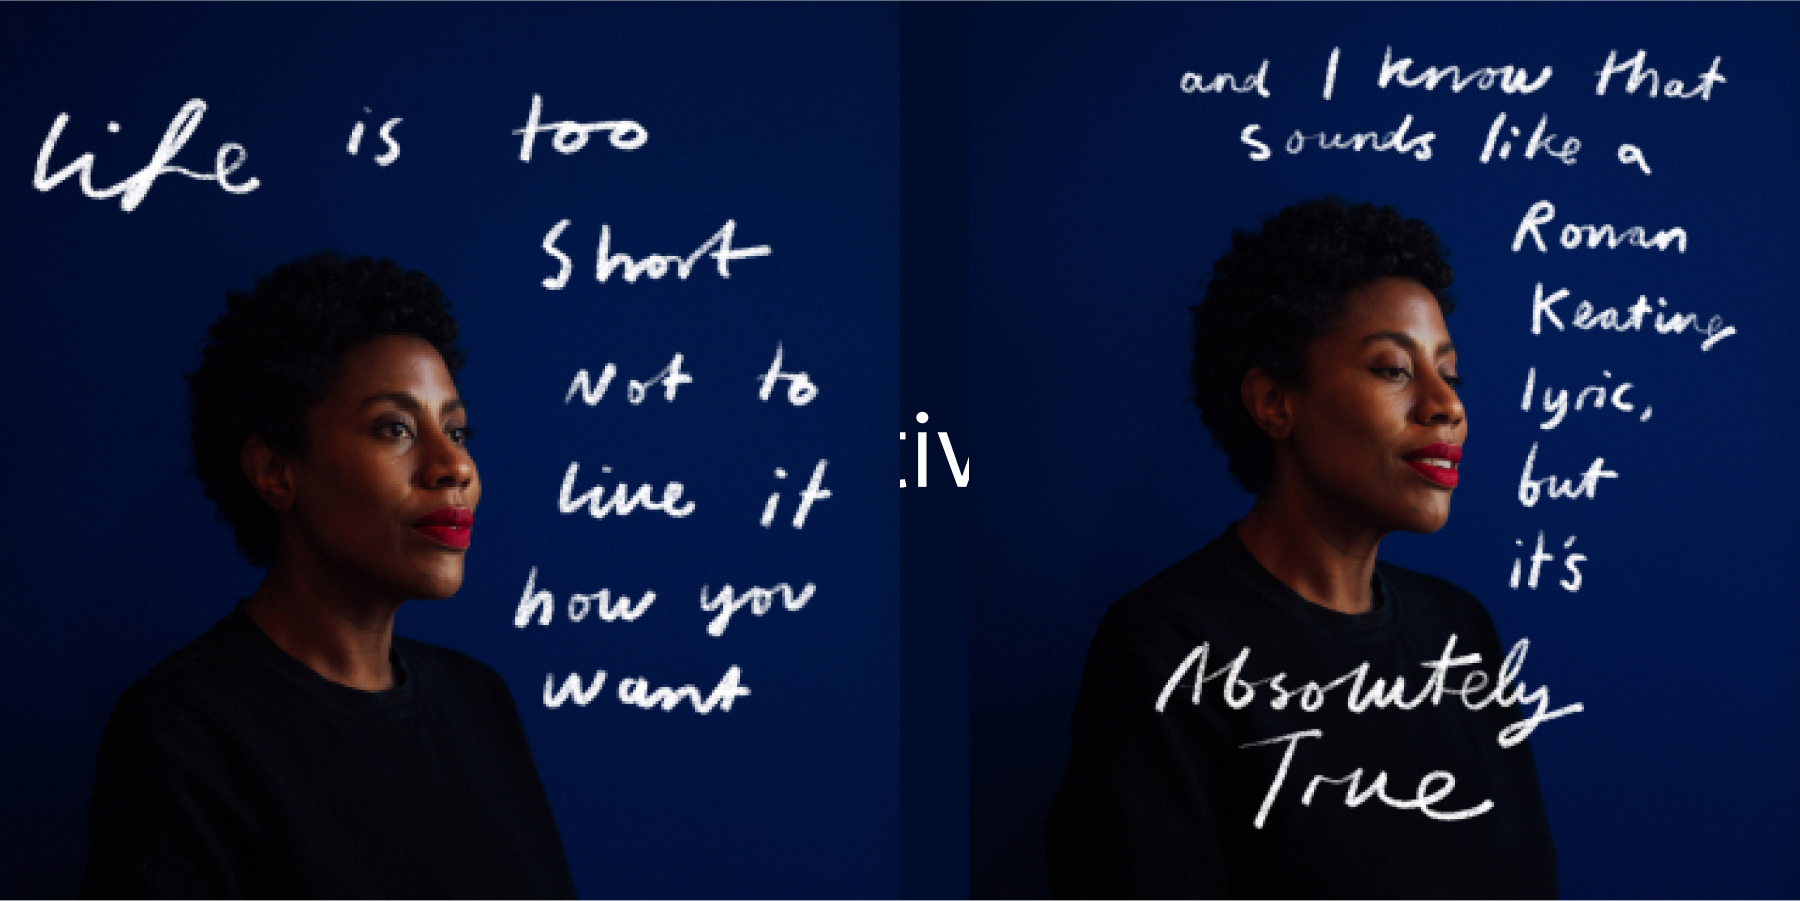 life is too
Short
Not to
live it
how you
want
tiv
and I know that
sounds like a
Ronan
Keating
lyric,
but
it's
Absolutely
True